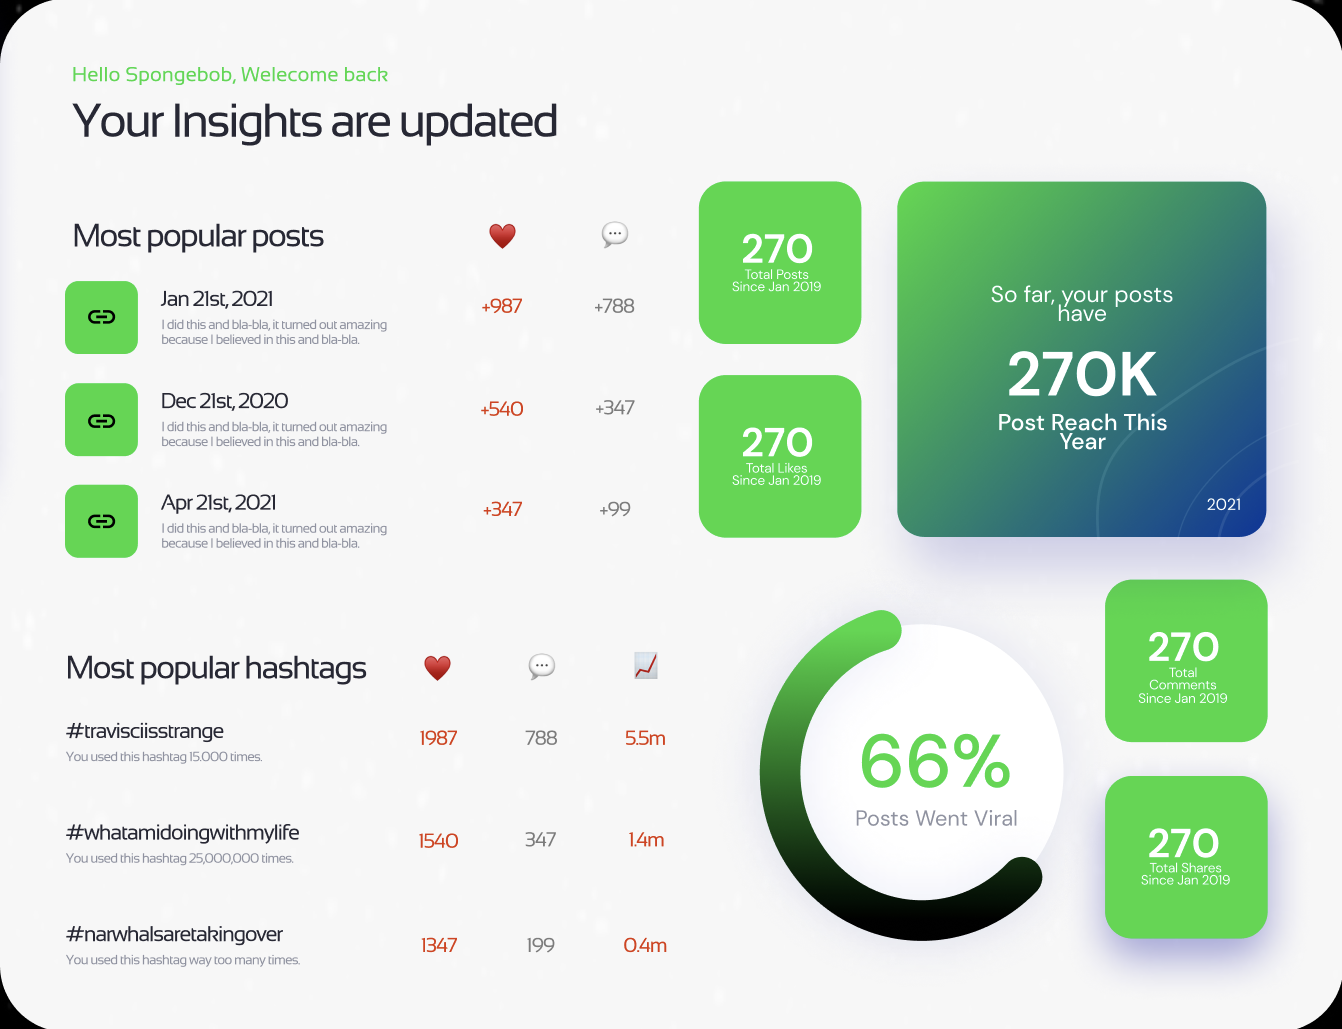 Hello Spongebob, Welecome back
Your Insights are updated
Most popular posts
Jan 21st, 2021
I did this and bla-bla, it turned out amazing
because I believed in this and bla-bla.
+987
+788
Dec 21st, 2020
I did this and bla-bla, it turned out amazing
because I believed in this and bla-bla.
+540
+347
Apr 21st, 2021
I did this and bla-bla, it turned out amazing
because I believed in this and bla-bla.
+347
+99
270
Total Posts
Since Jan 2019
270
Total Likes
Since Jan 2019
So far, your posts
have
270K
Post Reach This
Year
2021
Most popular hashtags
#travisciisstrange
You used this hashtag 15.000 times.
1987
788
5.5m
#whatamidoingwithmylife
You used this hashtag 25,000,000 times.
1540
347
1.4m
#narwhalsaretakingover
You used this hashtag way too many times.
1347
199
0.4m
66%
Posts Went Viral
270
Total
Comments
Since Jan 2019
270
Total Shares
Since Jan 2019